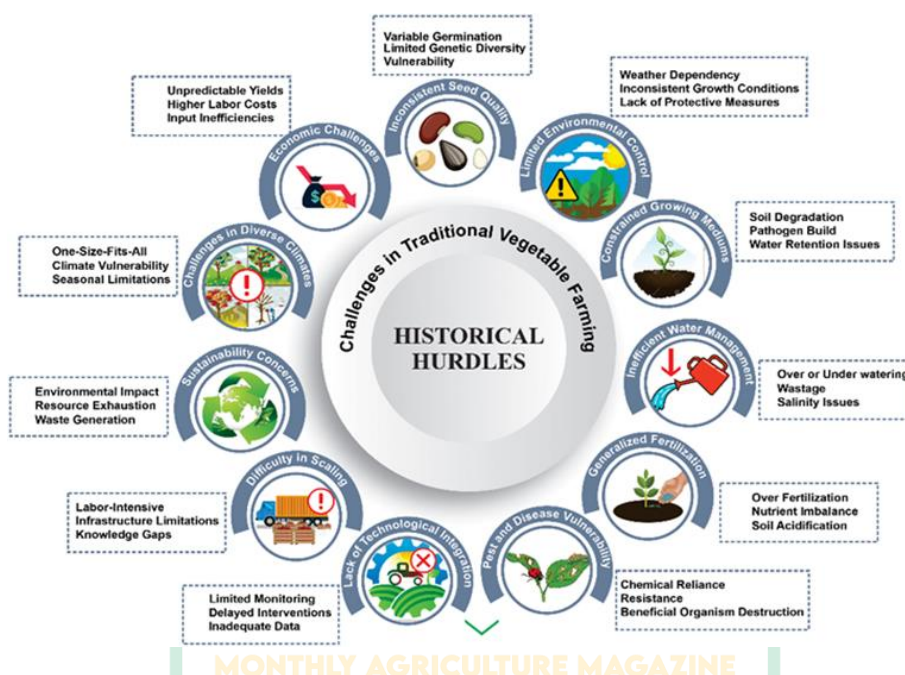 Challenges in Traditional Vegetable Farming
HISTORICAL
HURDLES
Inconsistent Seed Quality
Variable Germination
Limited Genetic Diversity
Vulnerability
Limited Environmental Control
Weather Dependency
Inconsistent Growth Conditions
Lack of Protective Measures
Constrained Growing Mediums
Soil Degradation
Pathogen Build
Water Retention Issues
Inefficient Water Management
Over or Under watering
Wastage
Salinity Issues
Generalized Fertilization
Over Fertilization
Nutrient Imbalance
Soil Acidification
Pest and Disease Vulnerability
Chemical Reliance
Resistance
Beneficial Organism Destruction
Lack of Technological Integration
Limited Monitoring
Delayed Interventions
Inadequate Data
Difficulty in Scaling
Labor-Intensive
Infrastructure Limitations
Knowledge Gaps
Sustainability Concerns
Environmental Impact
Resource Exhaustion
Waste Generation
Challenges in Diverse Climates
One-Size-Fits-All
Climate Vulnerability
Seasonal Limitations
Economic Challenges
Unpredictable Yields
Higher Labor Costs
Input Inefficiencies
MONTHLY AGRICULTURE MAGAZINE